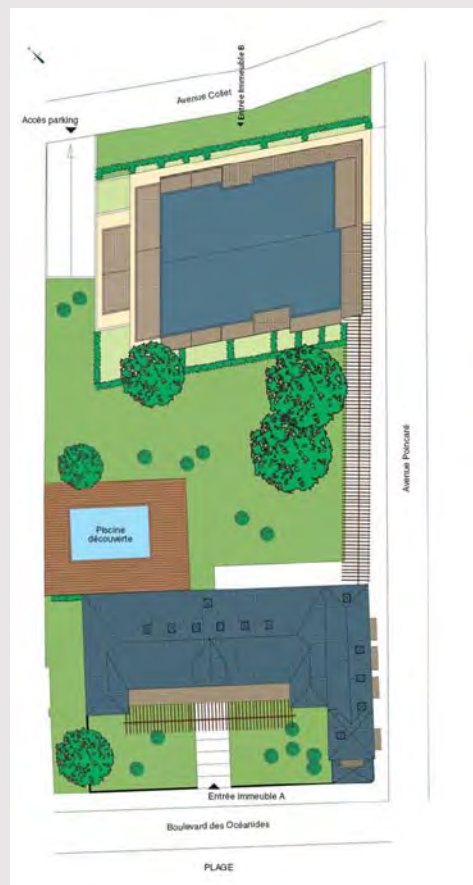 Avenue Collet
Entrée Immeuble B
Accès parking
Avenue Poincaré
Piscine
découverte
Entrée immeuble A
Boulevard des Océanides
PLAGE